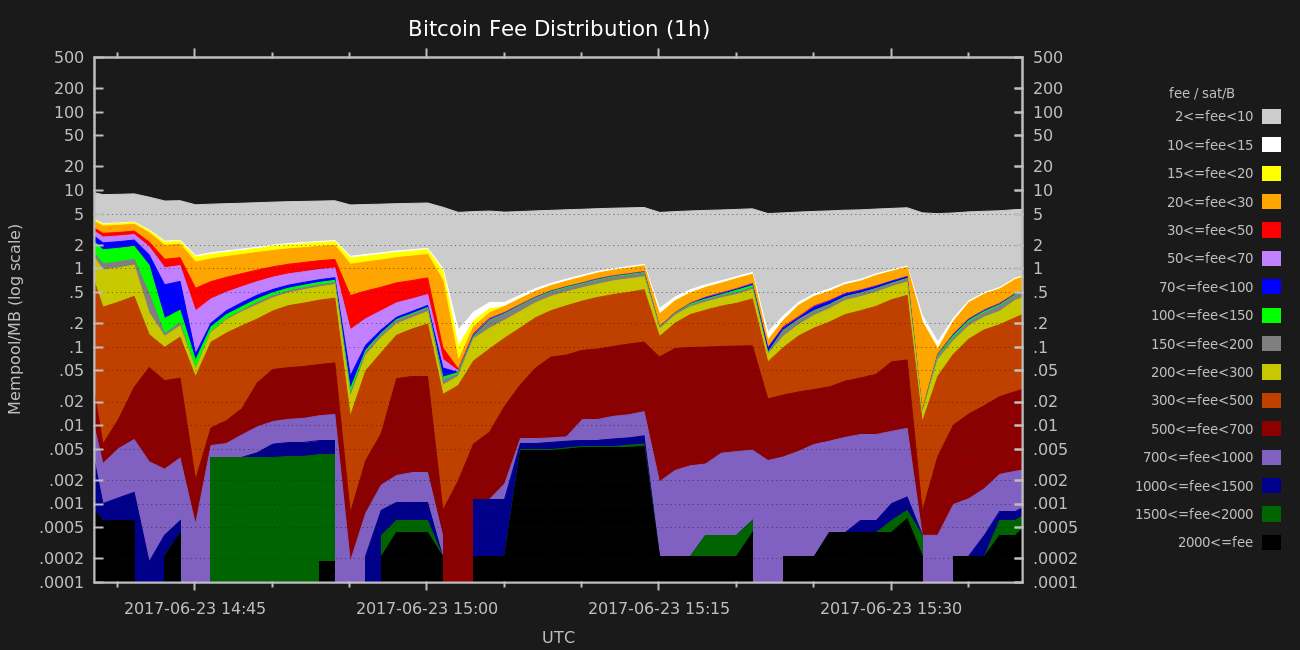 Bitcoin Fee Distribution (1h)
Mempool/MB (log scale)
500
200
100
50
20
10
5
2
1
.5
.2
.1
.05
.02
.01
.005
.002
.001
.0005
.0002
.0001
500
200
100
50
20
10
5
2
1
.5
.2
.1
.05
.02
.01
.005
.002
.001
.0005
.0002
.0001
2017-06-23 14:45
2017-06-23 15:00
2017-06-23 15:15
2017-06-23 15:30
UTC
fee / sat/B
2<=fee<10
10<=fee<15
15<=fee<20
20<=fee<30
30<=fee<50
50<=fee<70
70<=fee<100
100<=fee<150
150<=fee<200
200<=fee<300
300<=fee<500
500<=fee<700
700<=fee<1000
1000<=fee<1500
1500<=fee<2000
2000<=fee